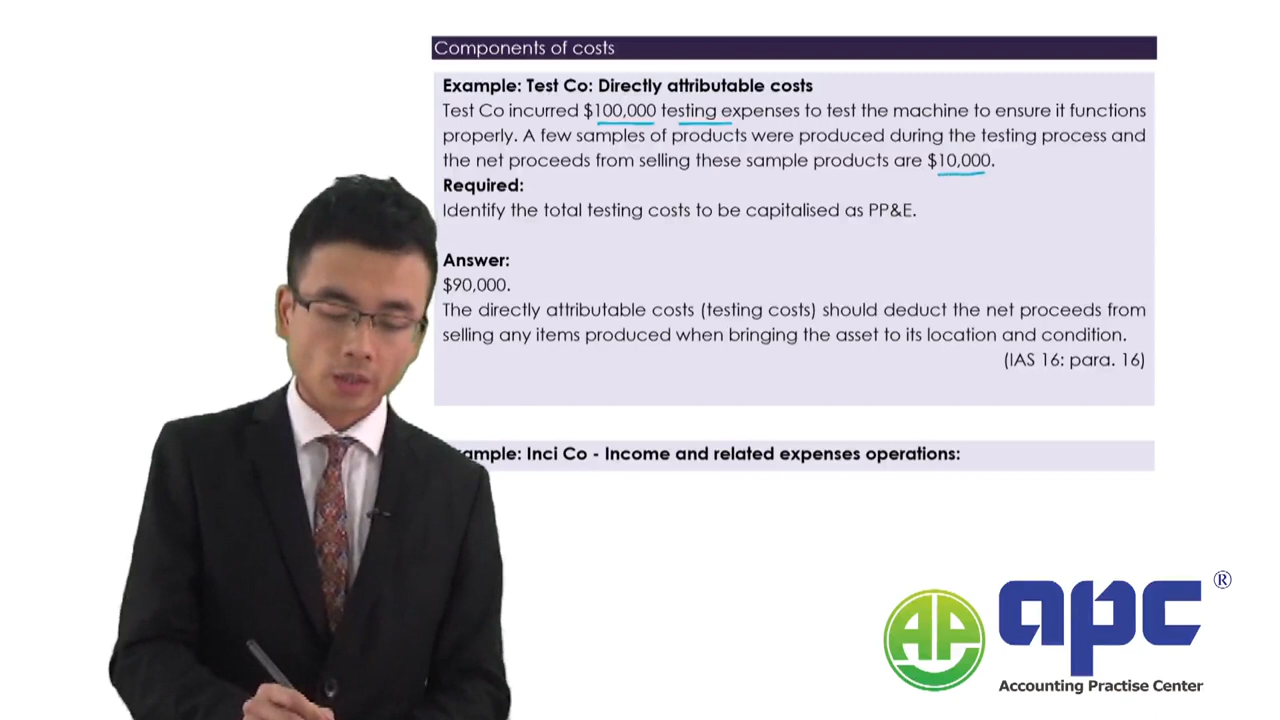 Components of costs
Example: Test Co: Directly attributable costs
Test Co incurred $100,000 testing expenses to test the machine to ensure it functions
properly. A few samples of products were produced during the testing process and
the net proceeds from selling these sample products are $10,000.
Required:
Identify the total testing costs to be capitalised as PP&E.
Answer:
$90,000.
The directly attributable costs (testing costs) should deduct the net proceeds from
selling any items produced when bringing the asset to its location and condition.
(IAS 16: para. 16)
Inci Co - Income and related expenses operations:
AP
apc ®
Accounting Practise Center